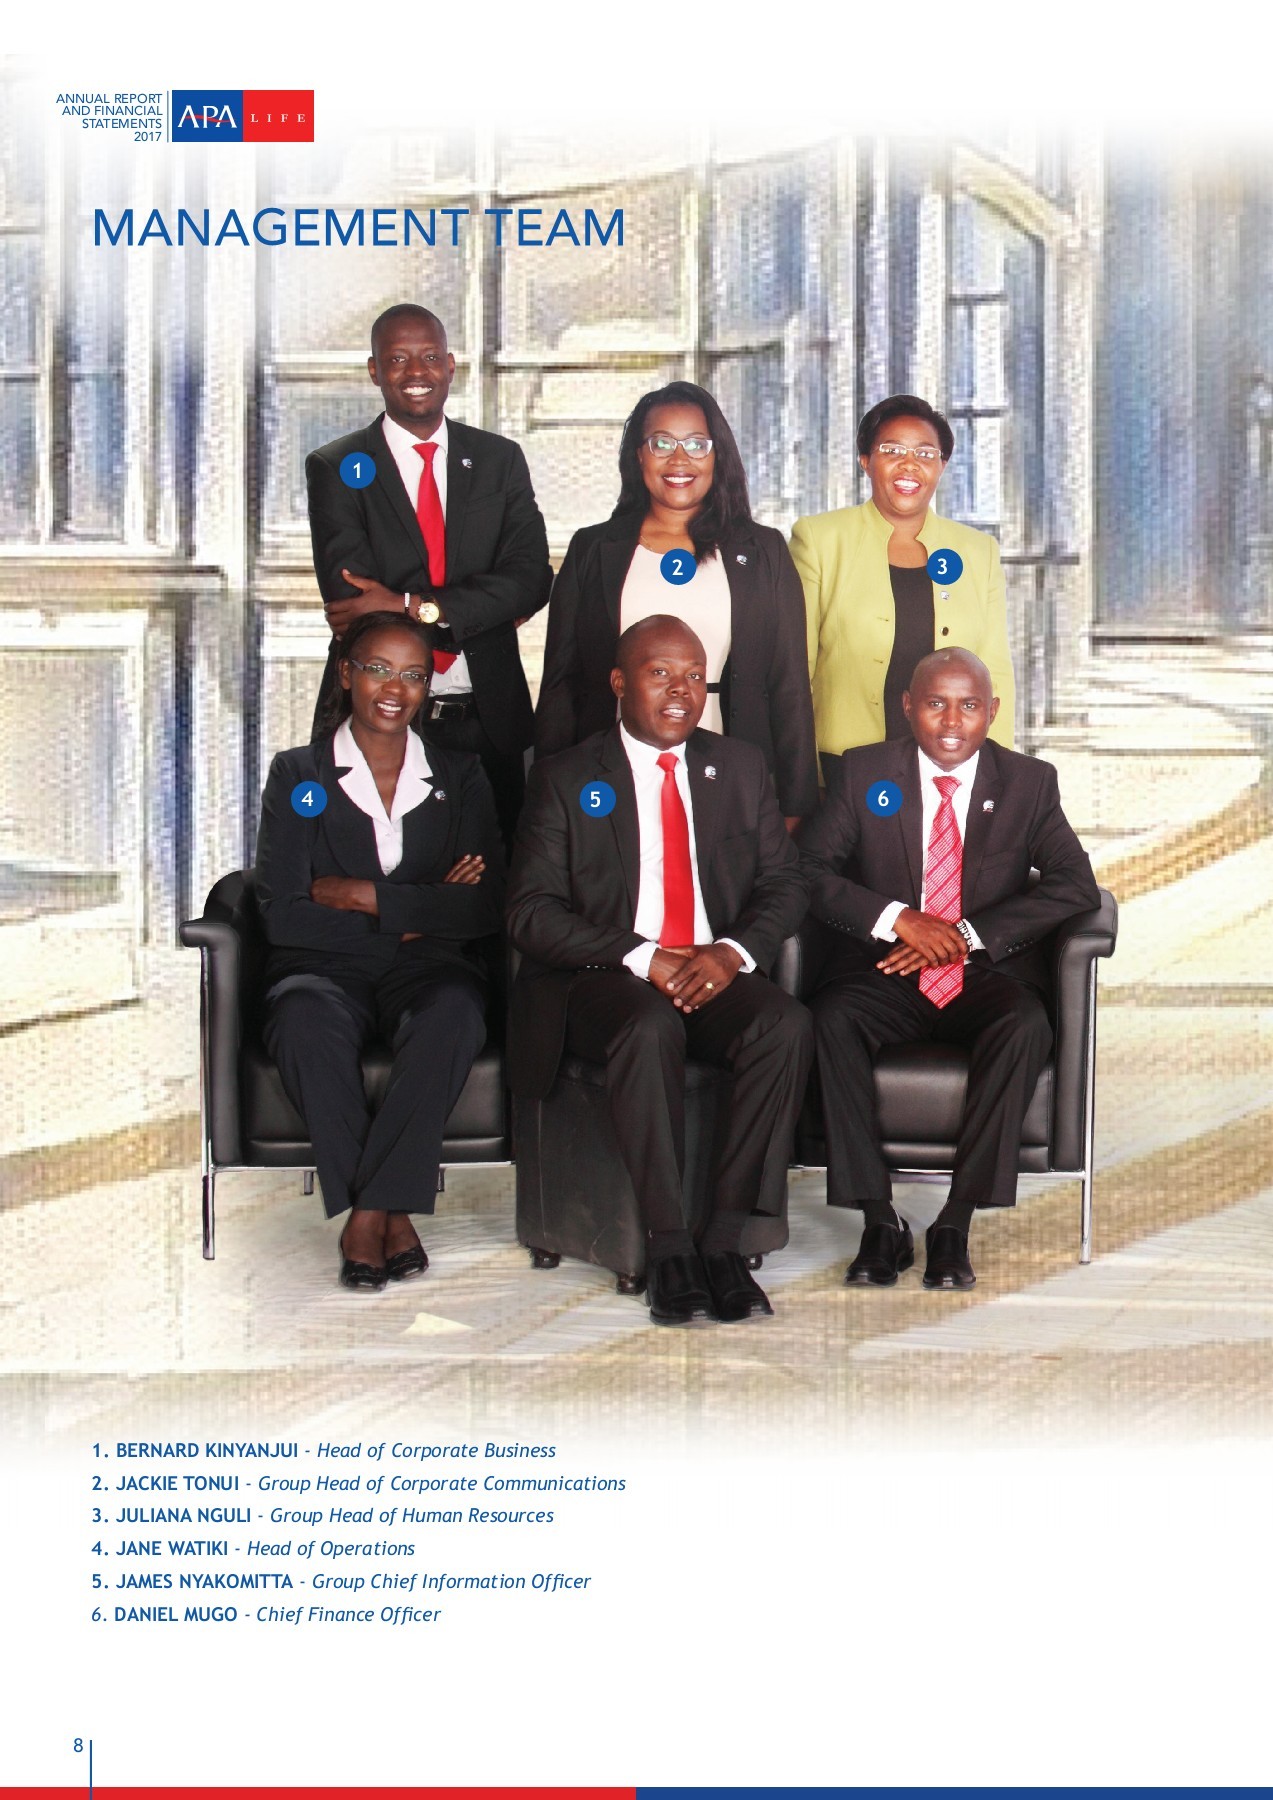 ANNUAL REPORT
AND FINANCIAL
STATEMENTS
2017
APA LIFE
MANAGEMENT TEAM
1
2
3
4
5
6
1. BERNARD KINYANJUI - Head of Corporate Business
2. JACKIE TONUI - Group Head of Corporate Communications
3. JULIANA NGULI - Group Head of Human Resources
4. JANE WATIKI - Head of Operations
5. JAMES NYAKOMITTA - Group Chief Information Officer
6. DANIEL MUGO - Chief Finance Officer
8